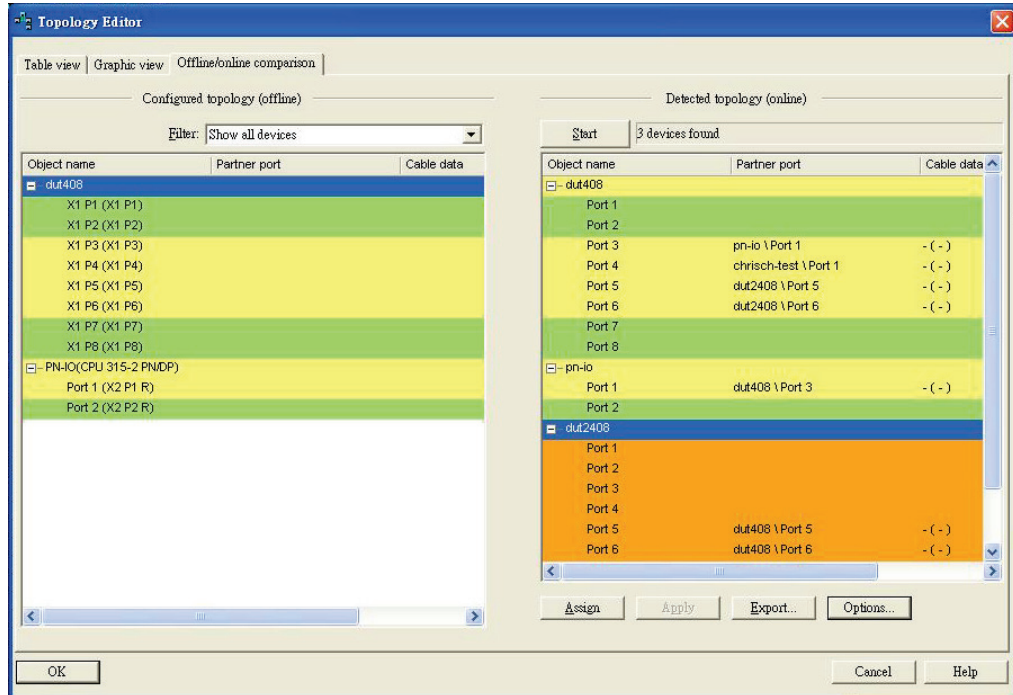 Topology Editor
Table view Graphic view Offline/online comparison
Configured topology (offline)
Filter: Show all devices
Object name Partner port Cable data
dut408
X1 P1 (X1 P1)
X1 P2 (X1 P2)
X1 P3 (X1 P3)
X1 P4 (X1 P4)
X1 P5 (X1 P5)
X1 P6 (X1 P6)
X1 P7 (X1 P7)
X1 P8 (X1 P8)
PN-IO(CPU 315-2 PN/DP)
Port 1 (X2 P1 R)
Port 2 (X2 P2 R)
Detected topology (online)
Start 3 devices found
Object name Partner port Cable data
dut408
Port 1
Port 2
Port 3 pn-io \ Port 1 - ( - )
Port 4 chrisch-test \ Port 1 - ( - )
Port 5 dut2408 \ Port 5 - ( - )
Port 6 dut2408 \ Port 6 - ( - )
Port 7
Port 8
pn-io
Port 1 dut408 \ Port 3 - ( - )
Port 2
dut2408
Port 1
Port 2
Port 3
Port 4
Port 5 dut408 \ Port 5 - ( - )
Port 6 dut408 \ Port 6 - ( - )
Assign Apply Export... Options...
OK Cancel Help